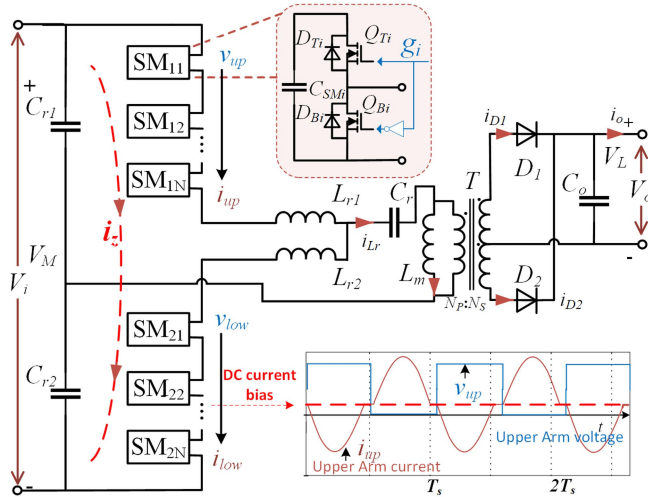 SM11
SM12
SM1N
SM21
SM22
SM2N
+
-
Vi
VM
Cr1
Cr2
iz
vup
iup
vlow
ilow
DTi
QTi
gi
CSMi
DBi
QBi
Lr1
Lr2
iLr
Cr
Lm
T
NP:NS
iD1
D1
io+
VL
Co
-
D2
iD2
DC current
bias
vup
t
Upper Arm voltage
iup
Upper Arm current
Ts
2Ts